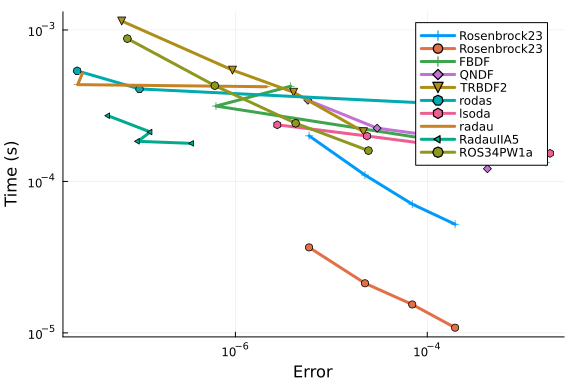 10⁻³
10⁻⁴
10⁻⁵
Time (s)
Rosenbrock23
Rosenbrock23
FBDF
QNDF
TRBDF2
rodas
lsoda
radau
RadauIIA5
ROS34PW1a
10⁻⁶
10⁻⁴
Error